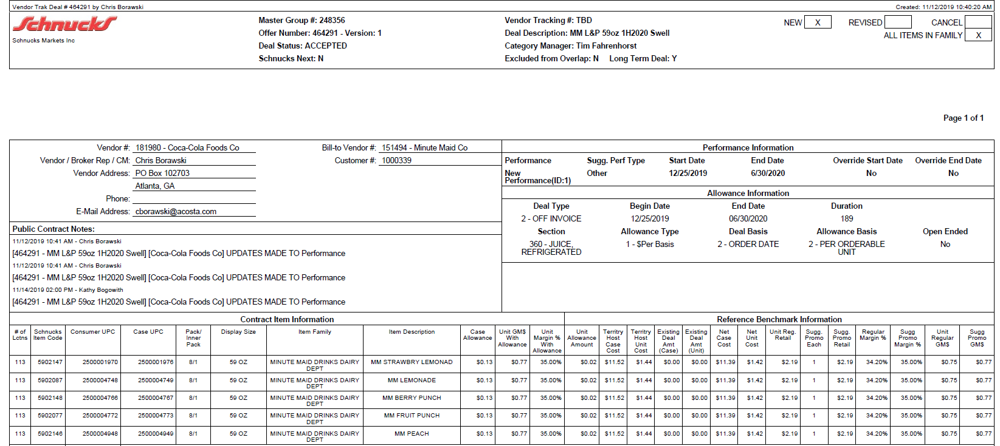 Vendor Trak Deal # 464291 by Chris Borawski Created: 11/12/2019 10:40:20 AM
Schnucks
Schnucks Markets Inc
Master Group #: 248356
Offer Number: 464291 - Version: 1
Deal Status: ACCEPTED
Schnucks Next: N
Vendor Tracking #: TBD
Deal Description: MM L&P 59oz 1H2020 Swell
Category Manager: Tim Fahrenhorst
Excluded from Overlap: N Long Term Deal: Y
NEW X REVISED CANCEL
ALL ITEMS IN FAMILY X
Page 1 of 1
Vendor #: 181980 - Coca-Cola Foods Co
Vendor / Broker Rep / CM: Chris Borawski
Vendor Address: PO Box 102703
Atlanta, GA
Phone:
E-Mail Address: cborawski@acosta.com
Bill-to Vendor #: 151494 - Minute Maid Co
Customer #: 1000339
Performance Information
Performance Sugg. Perf Type Start Date End Date Override Start Date Override End Date
New Other 12/25/2019 6/30/2020 No No
Performance(ID:1)
Allowance Information
Deal Type Begin Date End Date Duration
2 - OFF INVOICE 12/25/2019 06/30/2020 189
Section Allowance Type Deal Basis Allowance Basis Open Ended
360 - JUICE, 1 - $Per Basis 2 - ORDER DATE 2 - PER ORDERABLE No
REFRIGERATED UNIT
Public Contract Notes:
11/12/2019 10:41 AM - Chris Borawski
[464291 - MM L&P 59oz 1H2020 Swell] [Coca-Cola Foods Co] UPDATES MADE TO Performance
11/12/2019 10:41 AM - Chris Borawski
[464291 - MM L&P 59oz 1H2020 Swell] [Coca-Cola Foods Co] UPDATES MADE TO Performance
11/14/2019 02:00 PM - Kathy Bogowith
[464291 - MM L&P 59oz 1H2020 Swell] [Coca-Cola Foods Co] UPDATES MADE TO Performance
Contract Item Information Reference Benchmark Information
# of Schnucks Consumer UPC Case UPC Pack/ Display Size Item Family Item Description Case Unit GM$ Unit Unit Territry Territry Existing Existing Net Net Unit Reg. Sugg. Sugg. Regular Sugg Unit Sugg
Lctns Item Code Inner Allowance With Margin % Allowance Host Host Deal Deal Case Unit Retail Promo Promo Margin % Promo Regular Promo
Pack Allowance With Amount Case Unit Amt Amt Cost Cost Each Retail Margin % GM$ GM$
Allowance Cost Cost (Case) (Unit)
113 5902147 2500001970 2500001976 8/1 59 OZ MINUTE MAID DRINKS DAIRY MM STRAWBRY LEMONAD $0.13 $0.77 35.00% $0.02 $11.52 $1.44 $0.00 $0.00 $11.39 $1.42 $2.19 1 $2.19 34.20% 35.00% $0.75 $0.77
DEPT
113 5902087 2500004748 2500004749 8/1 59 OZ MINUTE MAID DRINKS DAIRY MM LEMONADE $0.13 $0.77 35.00% $0.02 $11.52 $1.44 $0.00 $0.00 $11.39 $1.42 $2.19 1 $2.19 34.20% 35.00% $0.75 $0.77
DEPT
113 5902148 2500004766 2500004767 8/1 59 OZ MINUTE MAID DRINKS DAIRY MM BERRY PUNCH $0.13 $0.77 35.00% $0.02 $11.52 $1.44 $0.00 $0.00 $11.39 $1.42 $2.19 1 $2.19 34.20% 35.00% $0.75 $0.77
DEPT
113 5902077 2500004772 2500004773 8/1 59 OZ MINUTE MAID DRINKS DAIRY MM FRUIT PUNCH $0.13 $0.77 35.00% $0.02 $11.52 $1.44 $0.00 $0.00 $11.39 $1.42 $2.19 1 $2.19 34.20% 35.00% $0.75 $0.77
DEPT
113 5902146 2500004948 2500004949 8/1 59 OZ MINUTE MAID DRINKS DAIRY MM PEACH $0.13 $0.77 35.00% $0.02 $11.52 $1.44 $0.00 $0.00 $11.39 $1.42 $2.19 1 $2.19 34.20% 35.00% $0.75 $0.77
DEPT